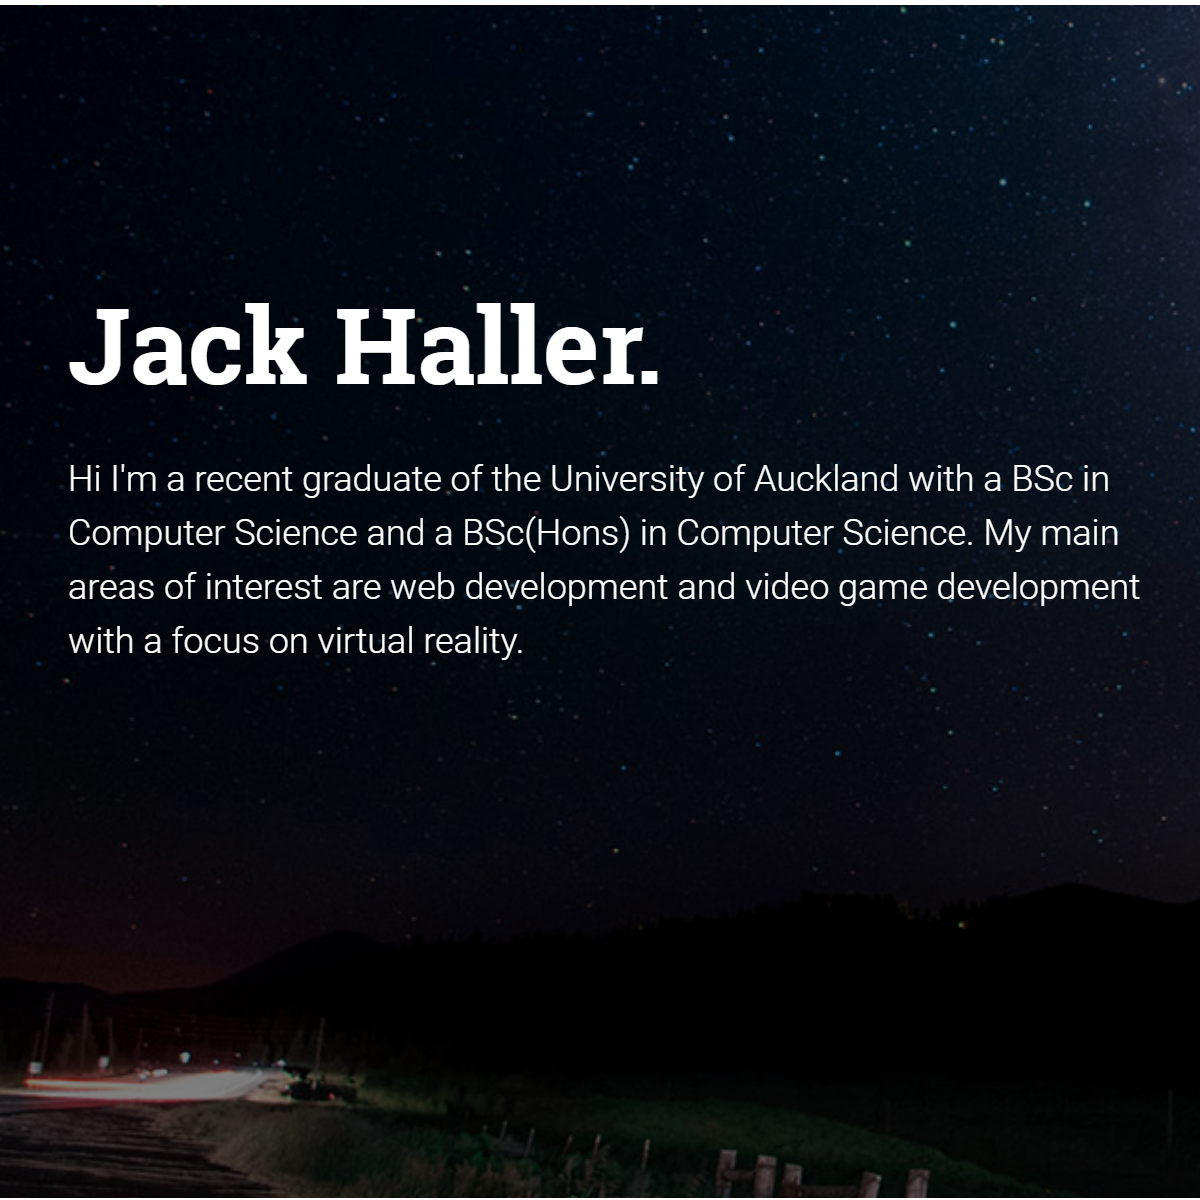 Jack Haller.
Hi I'm a recent graduate of the University of Auckland with a BSc in
Computer Science and a BSc(Hons) in Computer Science. My main
areas of interest are web development and video game development
with a focus on virtual reality.